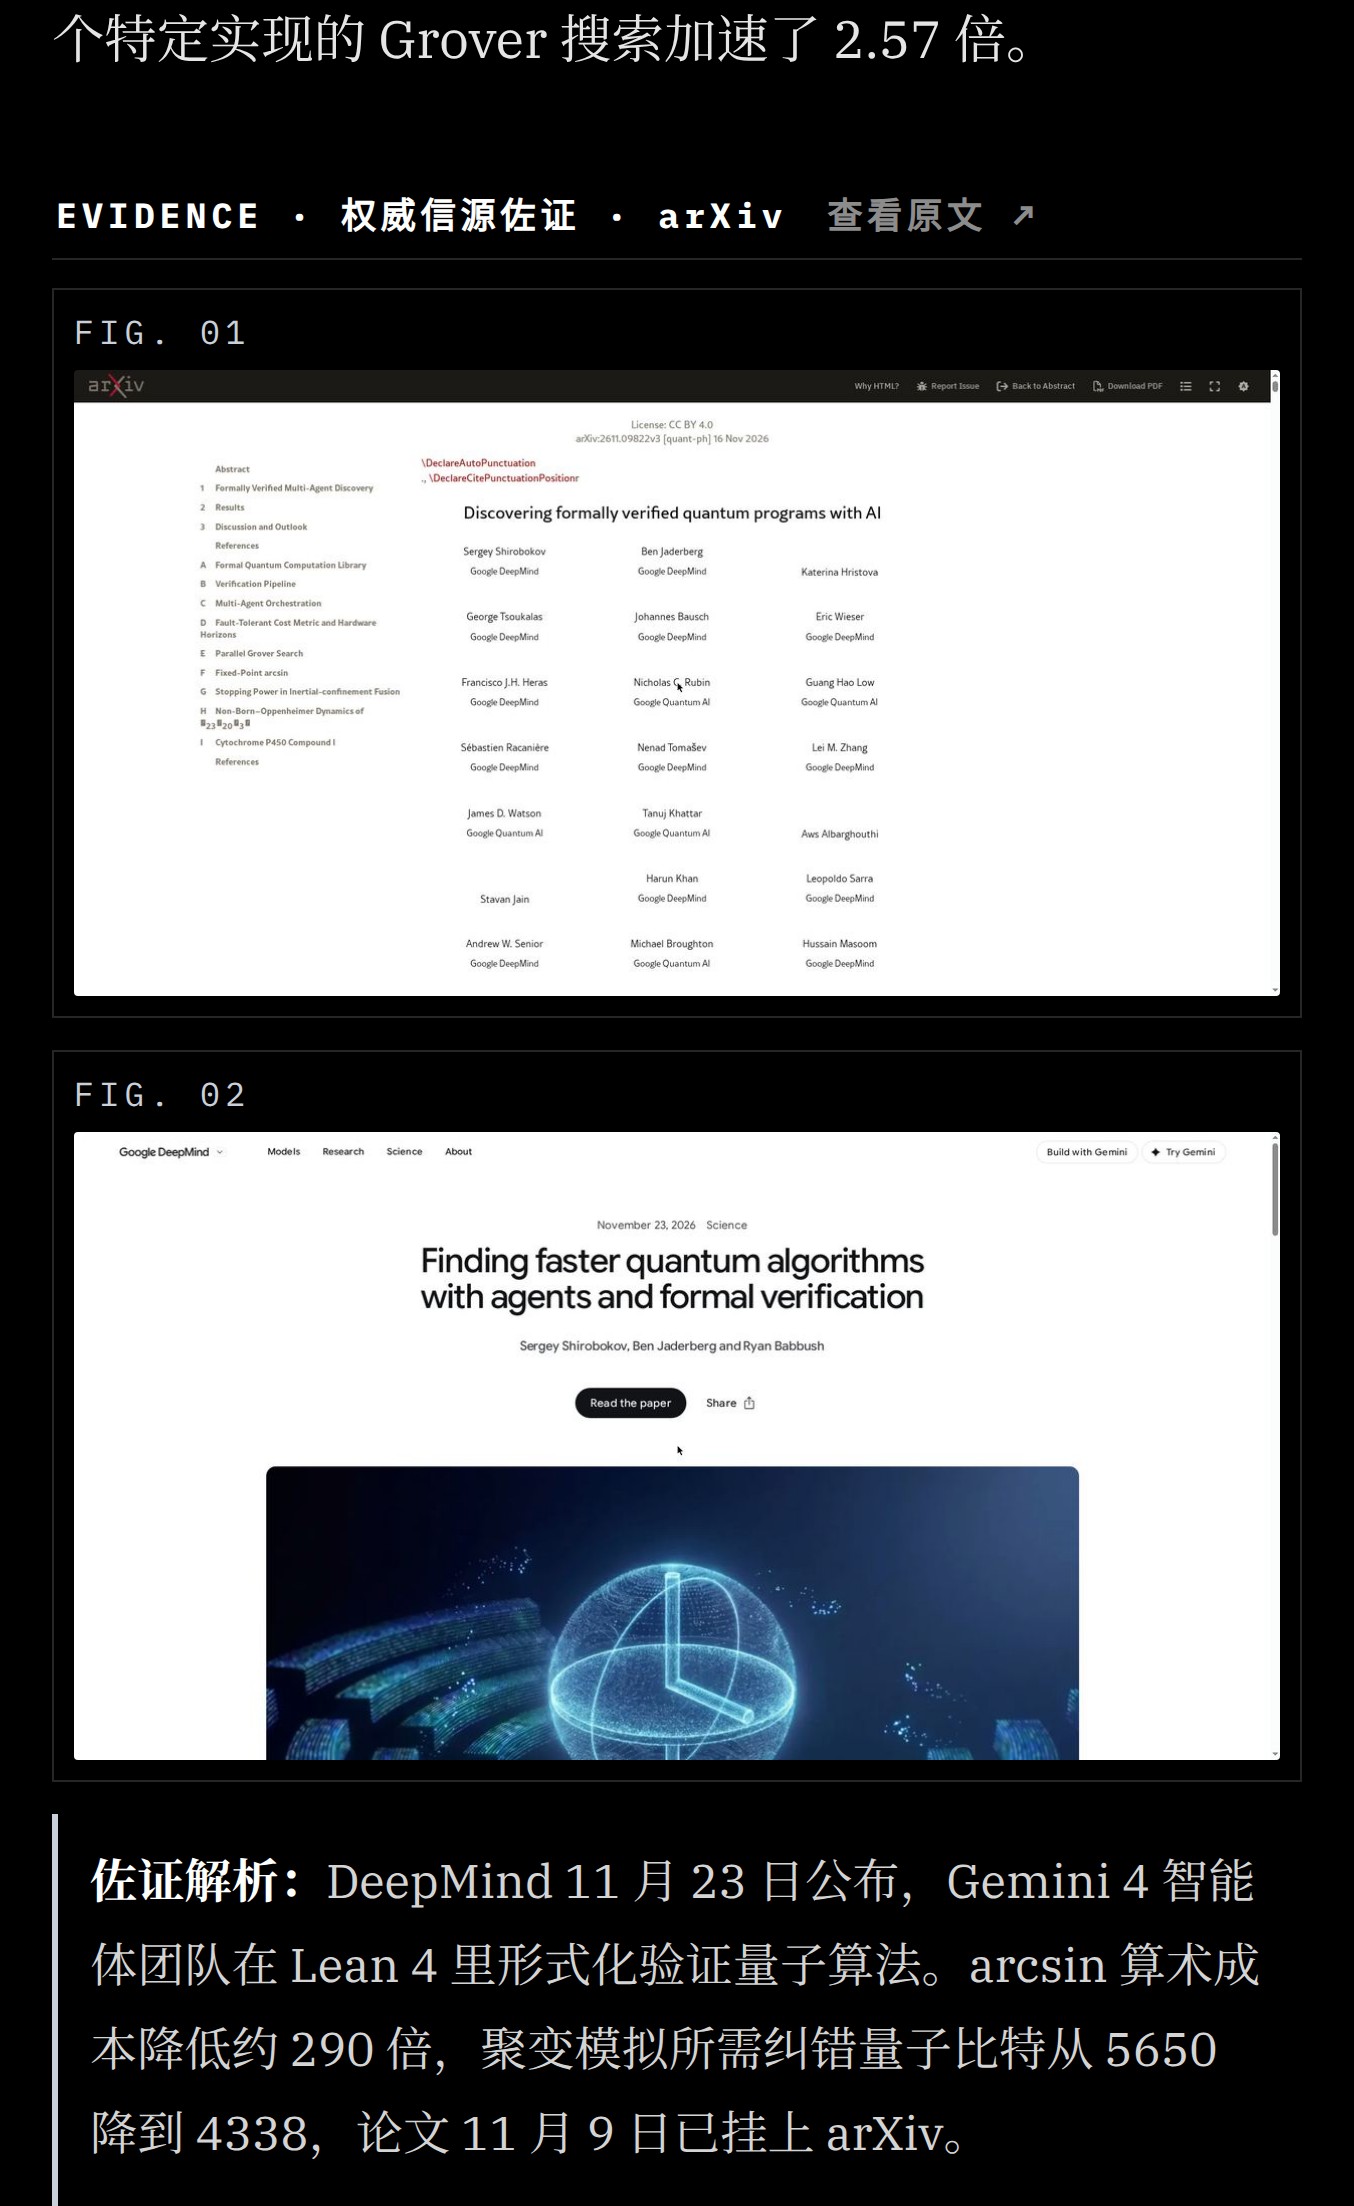 个特定实现的 Grover 搜索加速了 2.57 倍。
EVIDENCE · 权威信源佐证 · arXiv 查看原文 ↗
FIG. 01
arXiv
Why HTML? Report Issue Back to Abstract Download PDF
License: CC BY 4.0
arXiv:2611.09822v3 [quant-ph] 16 Nov 2026
Abstract
1 Formally Verified Multi-Agent Discovery
2 Results
3 Discussion and Outlook
References
A Formal Quantum Computation Library
B Verification Pipeline
C Multi-Agent Orchestration
D Fault-Tolerant Cost Metric and Hardware
Horizons
E Parallel Grover Search
F Fixed-Point arcsin
G Stopping Power in Inertial-confinement Fusion
H Non-Born–Oppenheimer Dynamics of
23 20 3
I Cytochrome P450 Compound I
References
\DeclareAutoPunctuation
., \DeclareCitePunctuationPositionr
Discovering formally verified quantum programs with AI
Sergey Shirobokov Ben Jaderberg
Google DeepMind Google DeepMind Katerina Hristova
George Tsoukalas Johannes Bausch Eric Wieser
Google DeepMind Google DeepMind Google DeepMind
Francisco J.H. Heras Nicholas C. Rubin Guang Hao Low
Google DeepMind Google Quantum AI Google Quantum AI
Sébastien Racanière Nenad Tomašev Lei M. Zhang
Google DeepMind Google DeepMind Google DeepMind
James D. Watson Tanuj Khattar
Google Quantum AI Google Quantum AI Aws Albarghouthi
Harun Khan Leopoldo Sarra
Stavan Jain Google DeepMind Google DeepMind
Andrew W. Senior Michael Broughton Hussain Masoom
Google DeepMind Google Quantum AI Google DeepMind
FIG. 02
Google DeepMind Models Research Science About Build with Gemini Try Gemini
November 23, 2026 Science
Finding faster quantum algorithms
with agents and formal verification
Sergey Shirobokov, Ben Jaderberg and Ryan Babbush
Read the paper Share
佐证解析：DeepMind 11 月 23 日公布，Gemini 4 智能
体团队在 Lean 4 里形式化验证量子算法。arcsin 算术成
本降低约 290 倍，聚变模拟所需纠错量子比特从 5650
降到 4338，论文 11 月 9 日已挂上 arXiv。